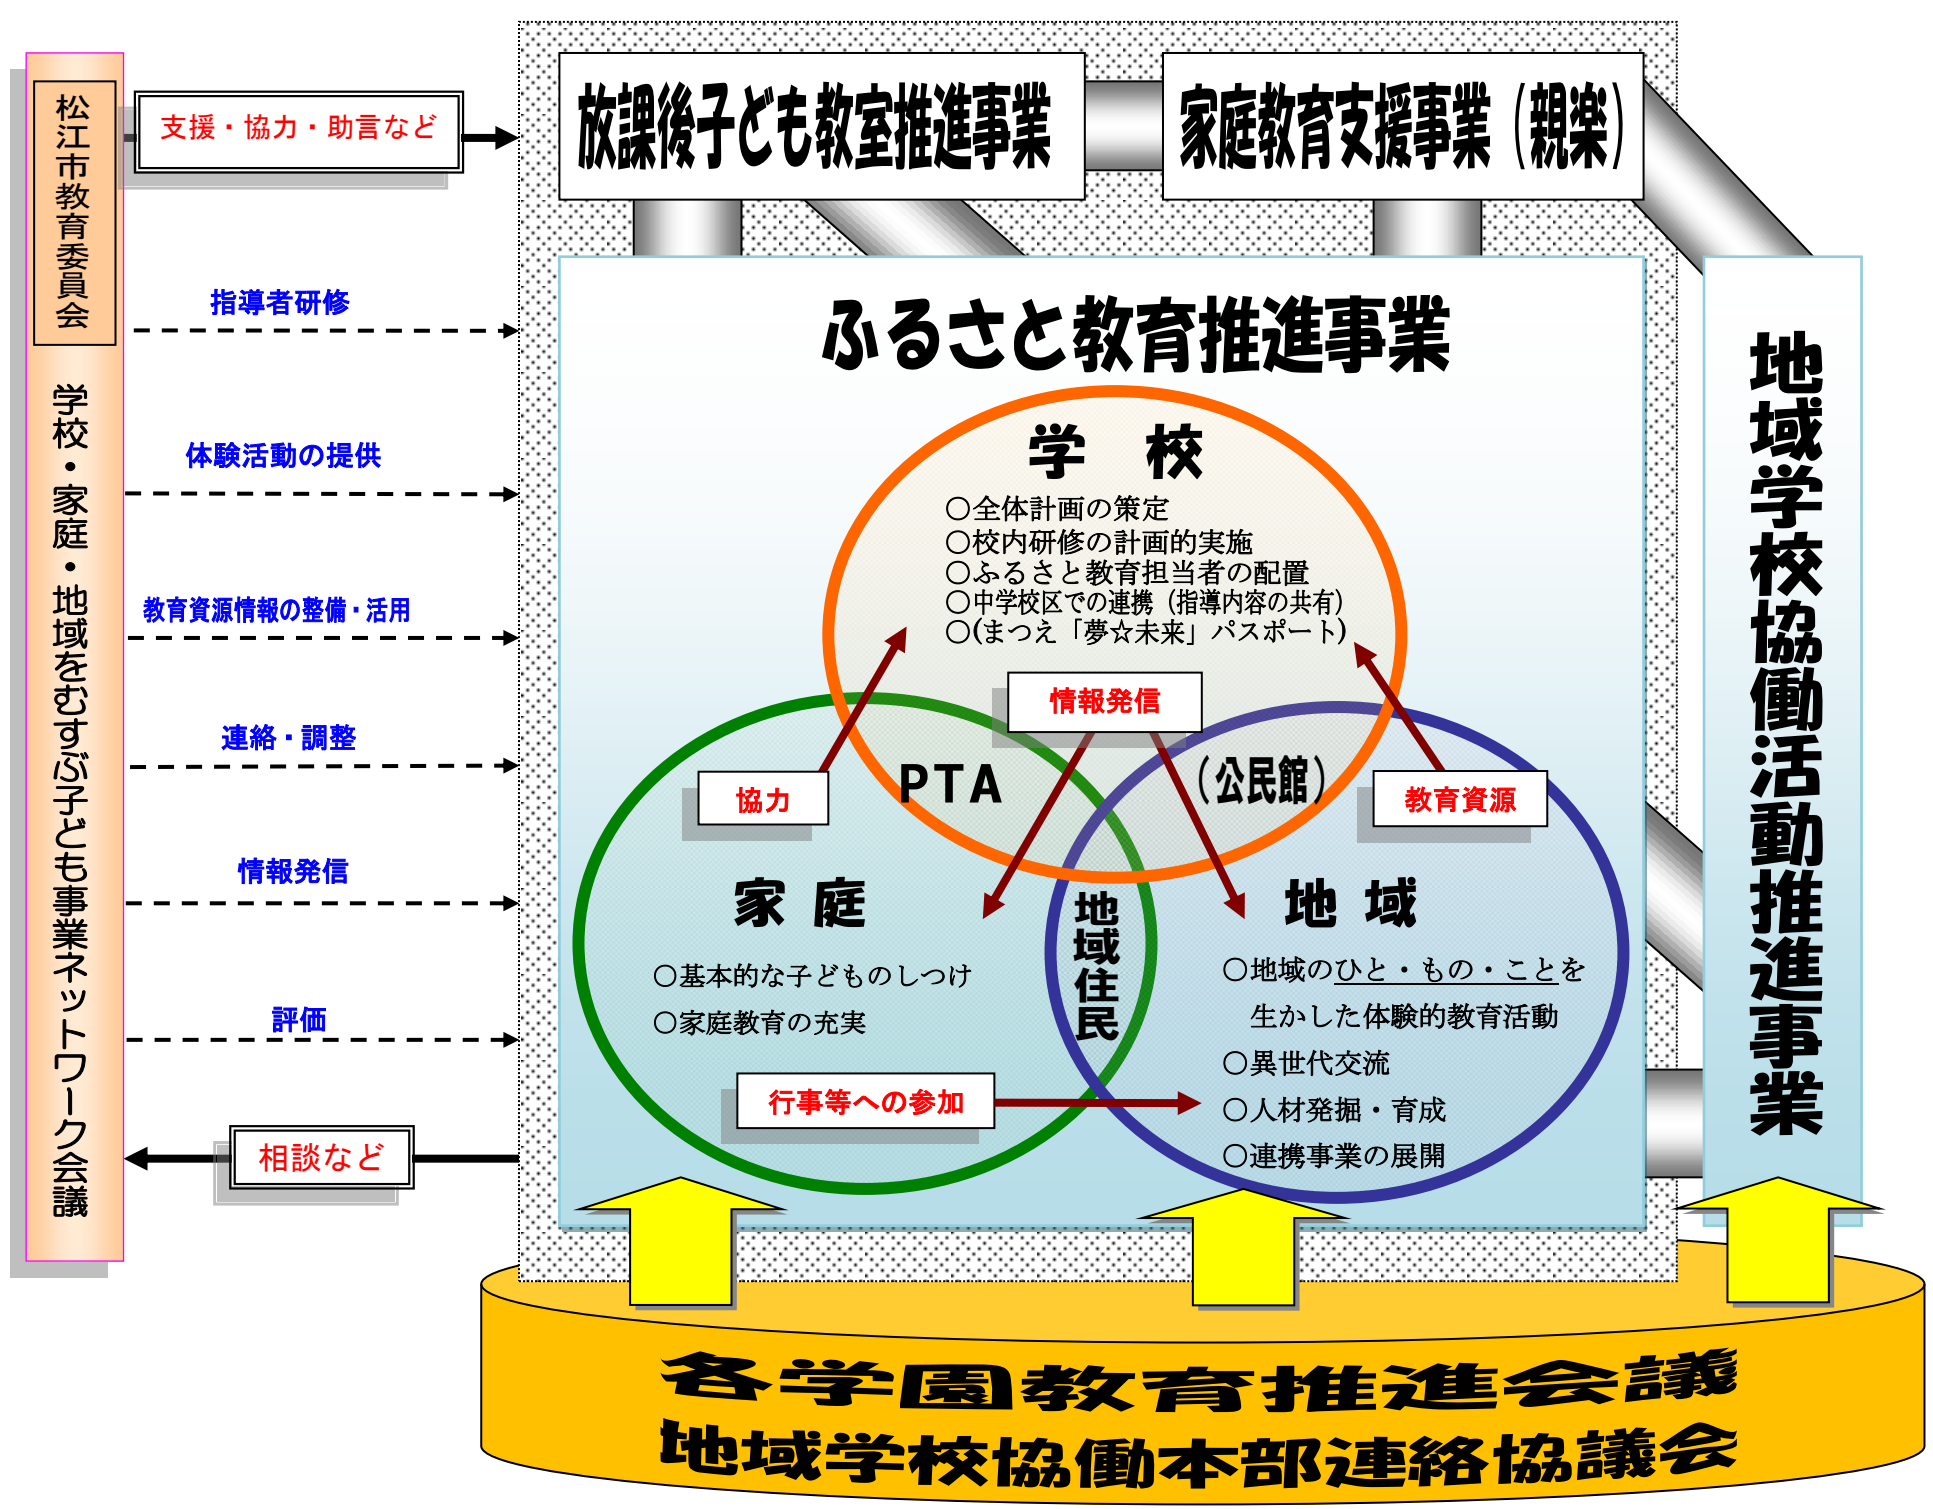 松江市教育委員会
学校・家庭・地域をむすぶ子ども事業ネットワーク会議
支援・協力・助言など
指導者研修
体験活動の提供
教育資源情報の整備・活用
連絡・調整
情報発信
評価
相談など
放課後子ども教室推進事業
家庭教育支援事業（親楽）
ふるさと教育推進事業
学　校
〇全体計画の策定
〇校内研修の計画的実施
〇ふるさと教育担当者の配置
〇中学校区での連携（指導内容の共有）
〇(まつえ「夢☆未来」パスポート)
情報発信
協力
PTA
（公民館）
教育資源
家 庭
〇基本的な子どものしつけ
〇家庭教育の充実
行事等への参加
地域住民
地 域
〇地域のひと・もの・ことを
生かした体験的教育活動
〇異世代交流
〇人材発掘・育成
〇連携事業の展開
地域学校協働活動推進事業
各学園教育推進会議
地域学校協働本部連絡協議会